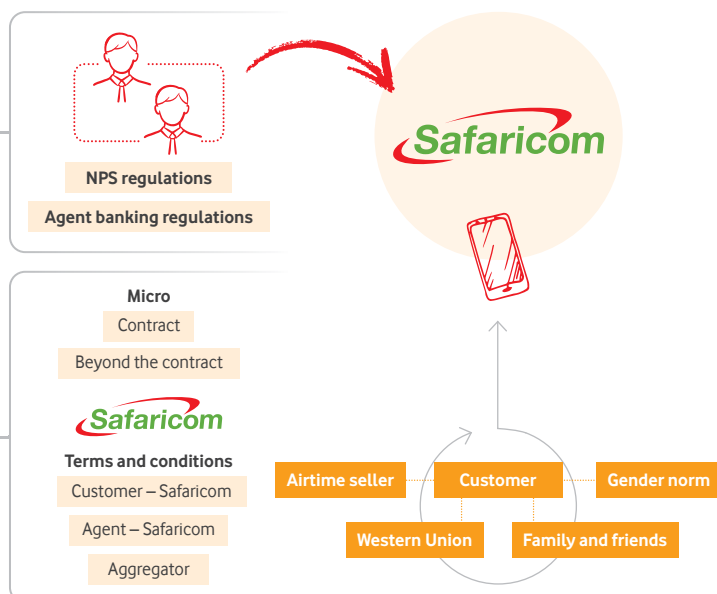 NPS regulations
Agent banking regulations
Safaricom
Micro
Contract
Beyond the contract
Safaricom
Terms and conditions
Customer – Safaricom
Agent – Safaricom
Aggregator
Airtime seller
Customer
Gender norm
Western Union
Family and friends